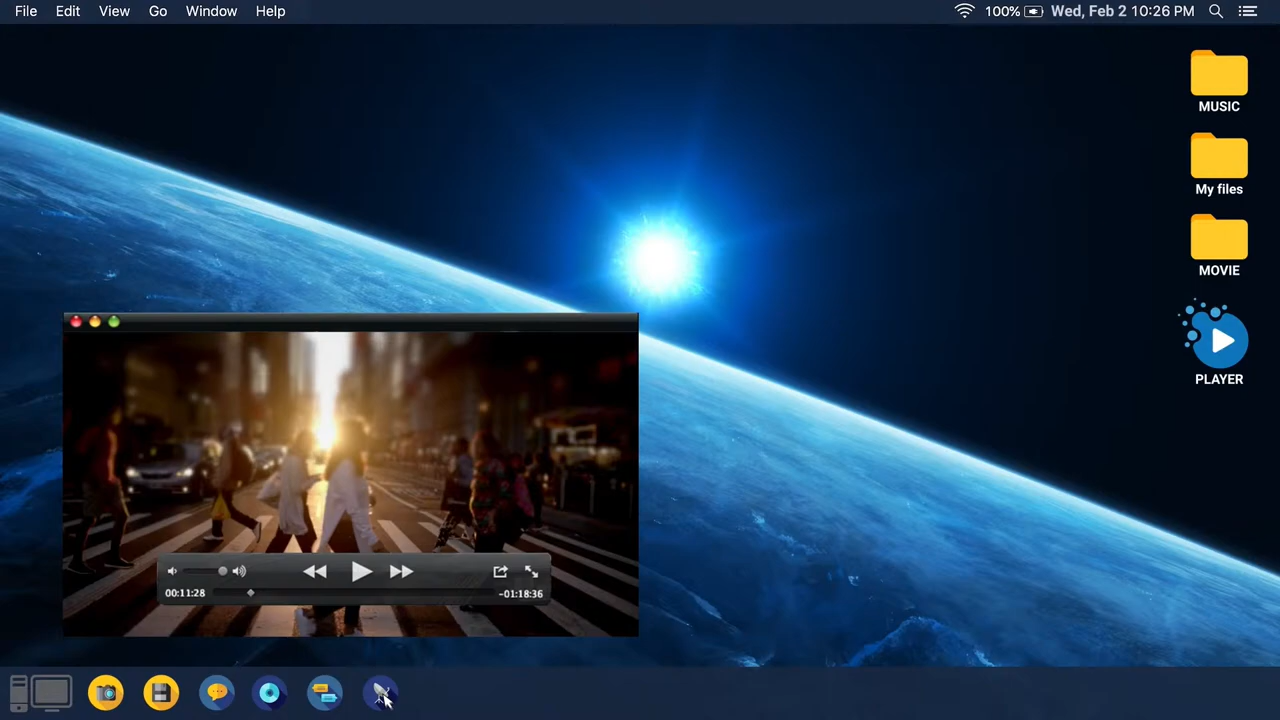 File Edit View Go Window Help 100% Wed, Feb 2 10:26 PM
MUSIC
My files
MOVIE
PLAYER
00:11:28 -01:18:36